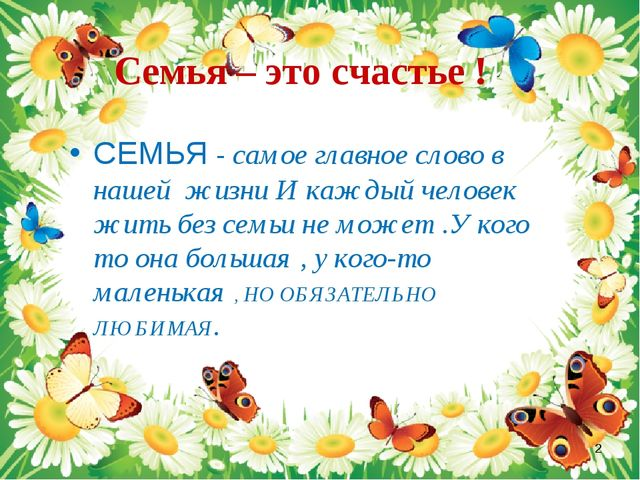 Семья – это счастье !
• СЕМЬЯ - самое главное слово в
нашей жизни И каждый человек
жить без семьи не может .У кого
то она большая , у кого-то
маленькая , НО ОБЯЗАТЕЛЬНО
ЛЮБИМАЯ.
2